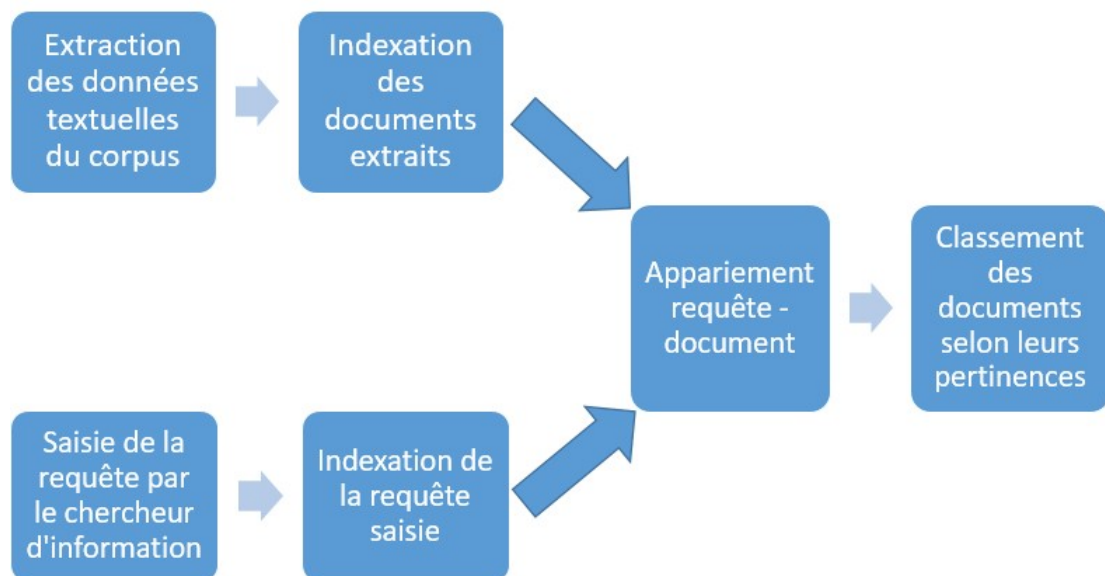 Extraction
des données
textuelles
du corpus
Indexation
des
documents
extraits
Appariement
requête -
document
Classement
des
documents
selon leurs
pertinences
Saisie de la
requête par
le chercheur
d'information
Indexation de
la requête
saisie